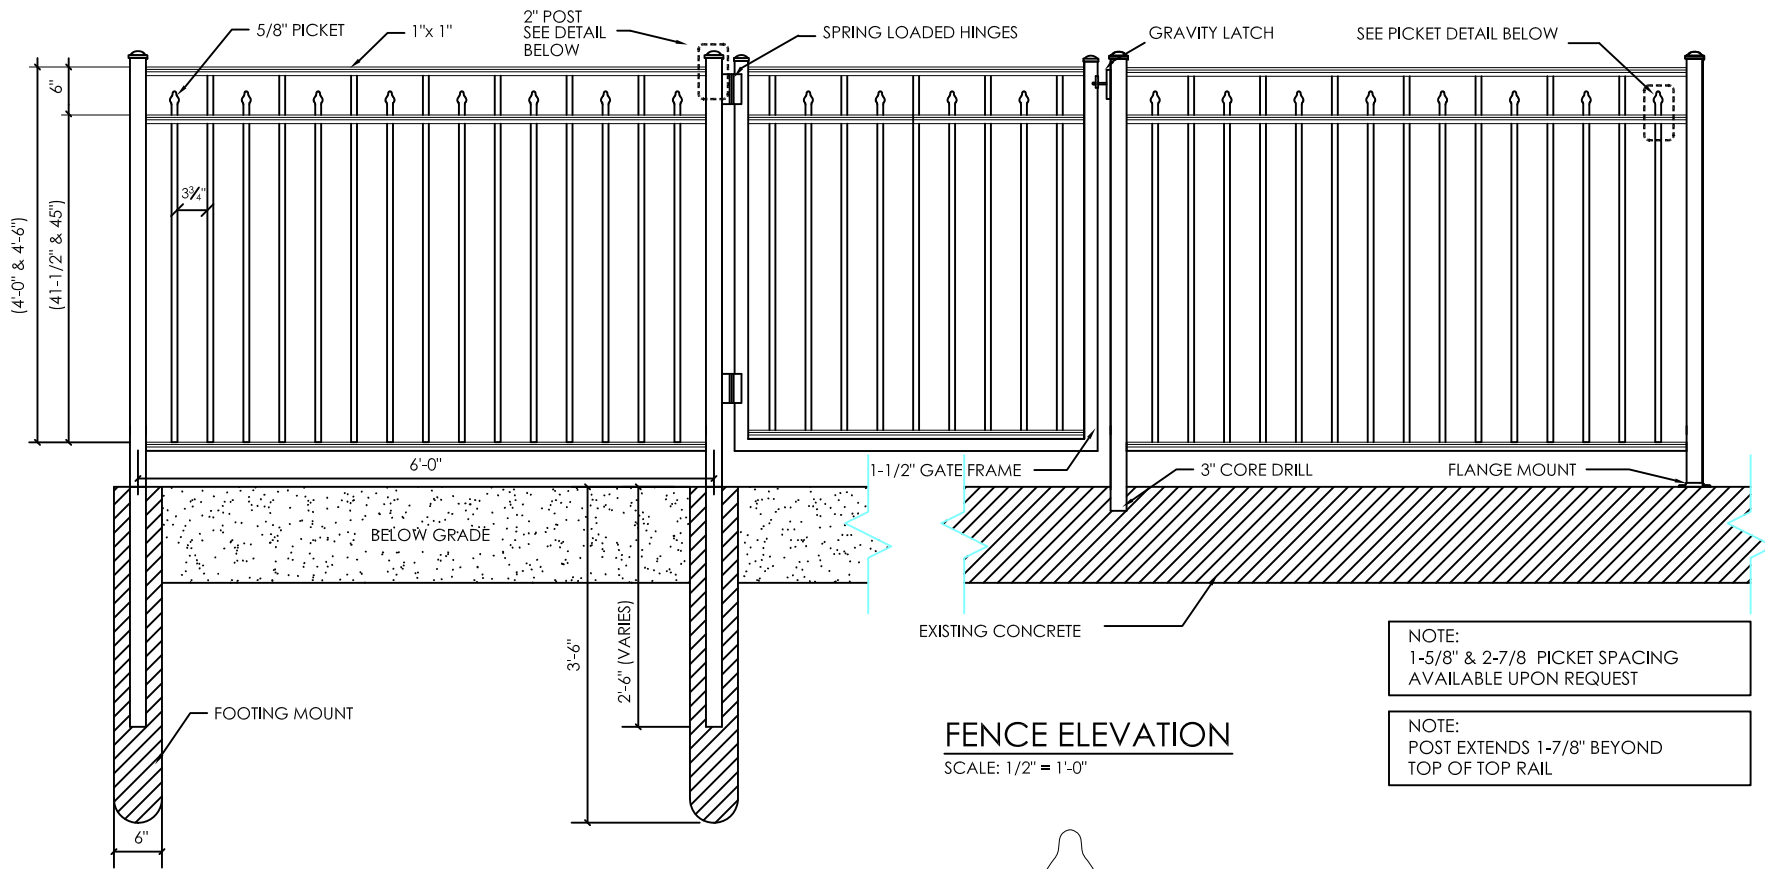 5/8" PICKET
1"x 1"
2" POST
SEE DETAIL
BELOW
SPRING LOADED HINGES
GRAVITY LATCH
SEE PICKET DETAIL BELOW
6"
3¾"
(4'-0" & 4'-6")
(41-1/2" & 45")
6'-0"
1-1/2" GATE FRAME
3" CORE DRILL
FLANGE MOUNT
BELOW GRADE
EXISTING CONCRETE
3'-6"
2'-6" (VARIES)
FOOTING MOUNT
6"
FENCE ELEVATION
SCALE: 1/2" = 1'-0"
NOTE:
1-5/8" & 2-7/8 PICKET SPACING
AVAILABLE UPON REQUEST
NOTE:
POST EXTENDS 1-7/8" BEYOND
TOP OF TOP RAIL